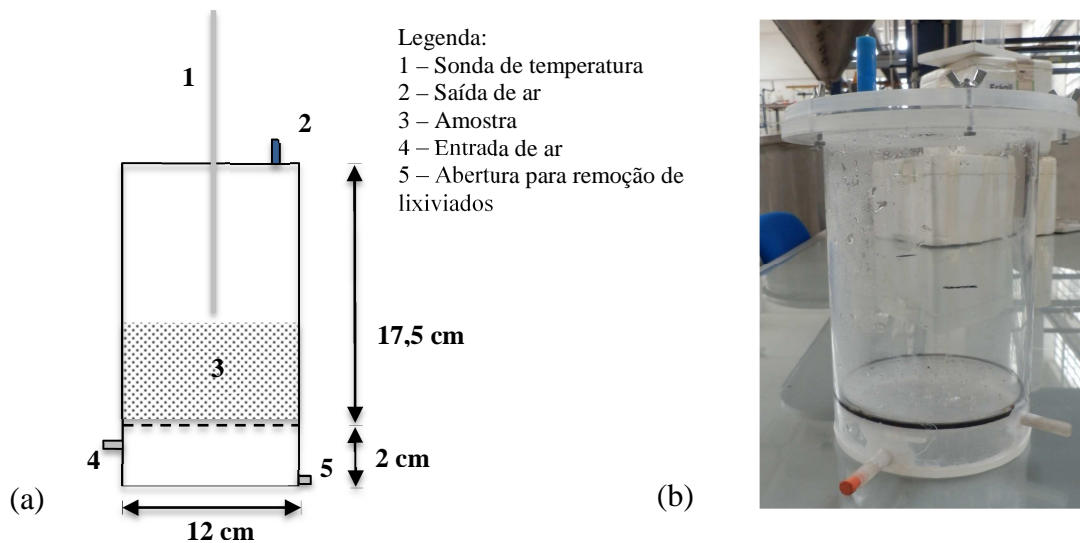 1
2
Legenda:
1 – Sonda de temperatura
2 – Saída de ar
3 – Amostra
4 – Entrada de ar
5 – Abertura para remoção de
lixiviados
3
17,5 cm
4
5
2 cm
12 cm
(a)
(b)
Frágil